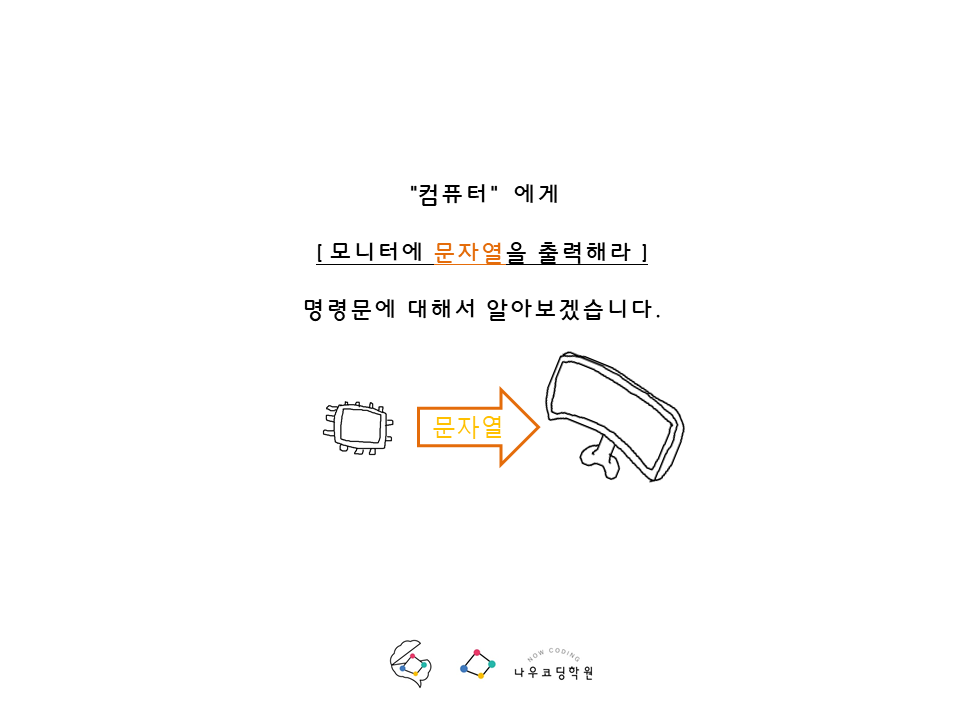 "컴퓨터" 에게
[ 모니터에 문자열을 출력해라 ]
명령문에 대해서 알아보겠습니다.
문자열
NOW CODING
나우코딩학원